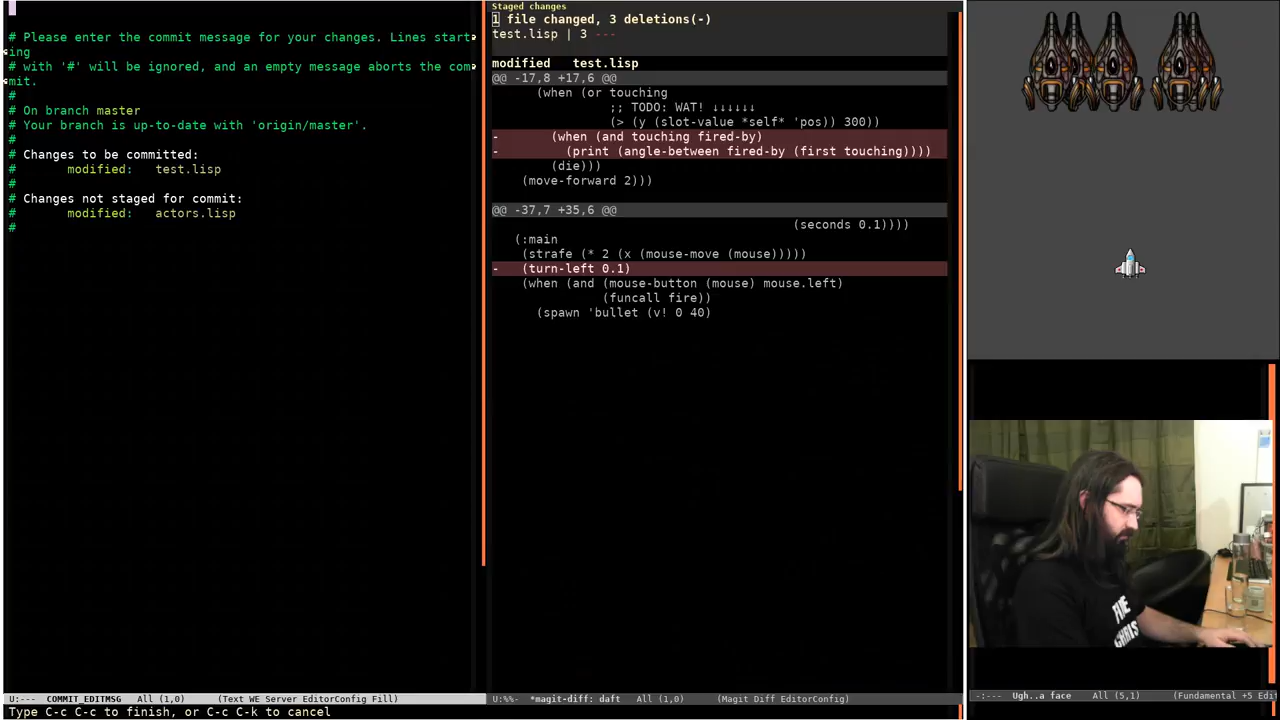 # Please enter the commit message for your changes. Lines start
ing
# with '#' will be ignored, and an empty message aborts the com
mit.
#
# On branch master
# Your branch is up-to-date with 'origin/master'.
#
# Changes to be committed:
#       modified:   test.lisp
#
# Changes not staged for commit:
#       modified:   actors.lisp
#
U:---  COMMIT_EDITMSG   All (1,0)     (Text WE Server EditorConfig Fill)
Type C-c C-c to finish, or C-c C-k to cancel
Staged changes
1 file changed, 3 deletions(-)
test.lisp | 3 ---
modified   test.lisp
@@ -17,8 +17,6 @@
(when (or touching
;; TODO: WAT! ↓↓↓↓↓↓
(> (y (slot-value *self* 'pos)) 300))
-       (when (and touching fired-by)
-         (print (angle-between fired-by (first touching))))
(die)))
(move-forward 2)))
@@ -37,7 +35,6 @@
(seconds 0.1))))
(:main
(strafe (* 2 (x (mouse-move (mouse)))))
-   (turn-left 0.1)
(when (and (mouse-button (mouse) mouse.left)
(funcall fire))
(spawn 'bullet (v! 0 40)
U:%%-  *magit-diff: daft   All (1,0)     (Magit Diff EditorConfig)
THE
CHRIS
-:---  Ugh..a face   All (5,1)     (Fundamental +5 Edi